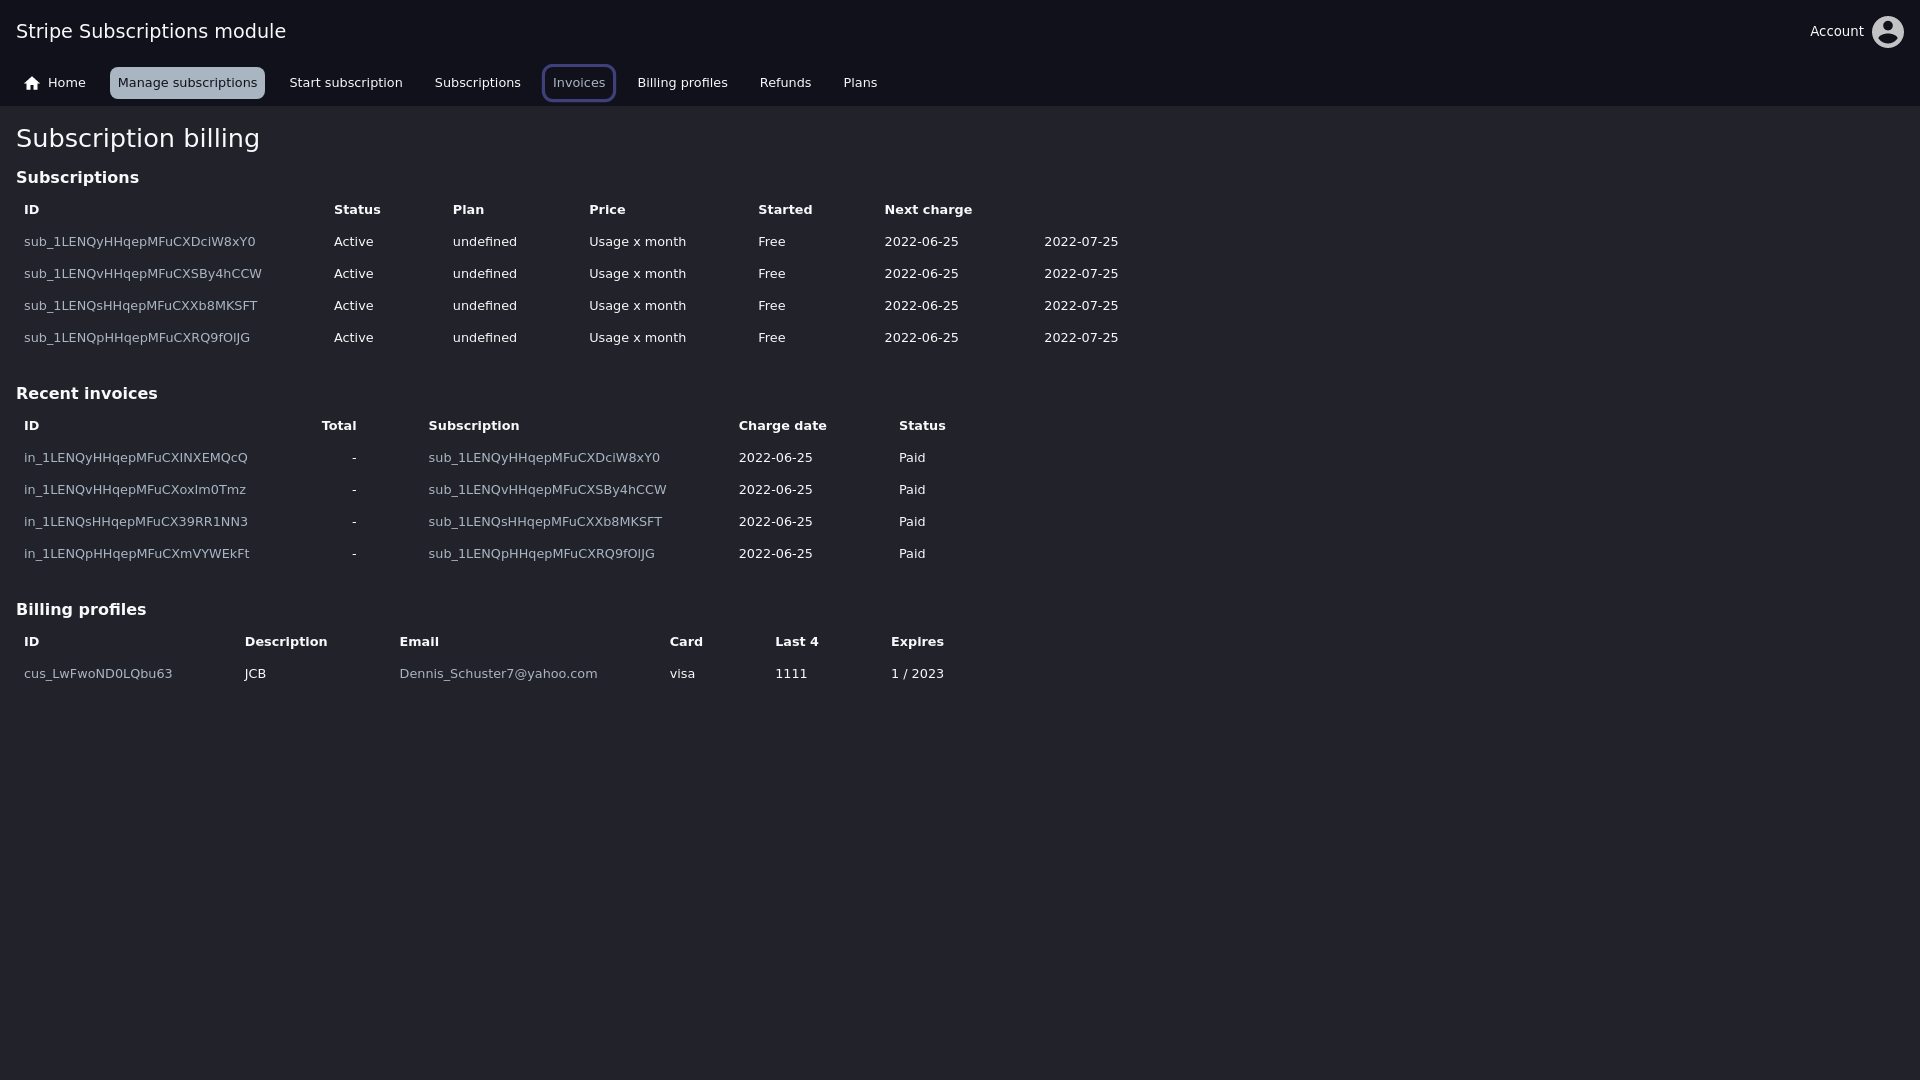 Stripe Subscriptions module
Account
Home Manage subscriptions Start subscription Subscriptions Invoices Billing profiles Refunds Plans
Subscription billing
Subscriptions
ID Status Plan Price Started Next charge
sub_1LENQyHHqepMFuCXDciW8xY0 Active undefined Usage x month Free 2022-06-25 2022-07-25
sub_1LENQvHHqepMFuCXSBy4hCCW Active undefined Usage x month Free 2022-06-25 2022-07-25
sub_1LENQsHHqepMFuCXXb8MKSFT Active undefined Usage x month Free 2022-06-25 2022-07-25
sub_1LENQpHHqepMFuCXRQ9fOlJG Active undefined Usage x month Free 2022-06-25 2022-07-25
Recent invoices
ID Total Subscription Charge date Status
in_1LENQyHHqepMFuCXINXEMQcQ - sub_1LENQyHHqepMFuCXDciW8xY0 2022-06-25 Paid
in_1LENQvHHqepMFuCXoxIm0Tmz - sub_1LENQvHHqepMFuCXSBy4hCCW 2022-06-25 Paid
in_1LENQsHHqepMFuCX39RR1NN3 - sub_1LENQsHHqepMFuCXXb8MKSFT 2022-06-25 Paid
in_1LENQpHHqepMFuCXmVYWEkFt - sub_1LENQpHHqepMFuCXRQ9fOlJG 2022-06-25 Paid
Billing profiles
ID Description Email Card Last 4 Expires
cus_LwFwoND0LQbu63 JCB Dennis_Schuster7@yahoo.com visa 1111 1 / 2023